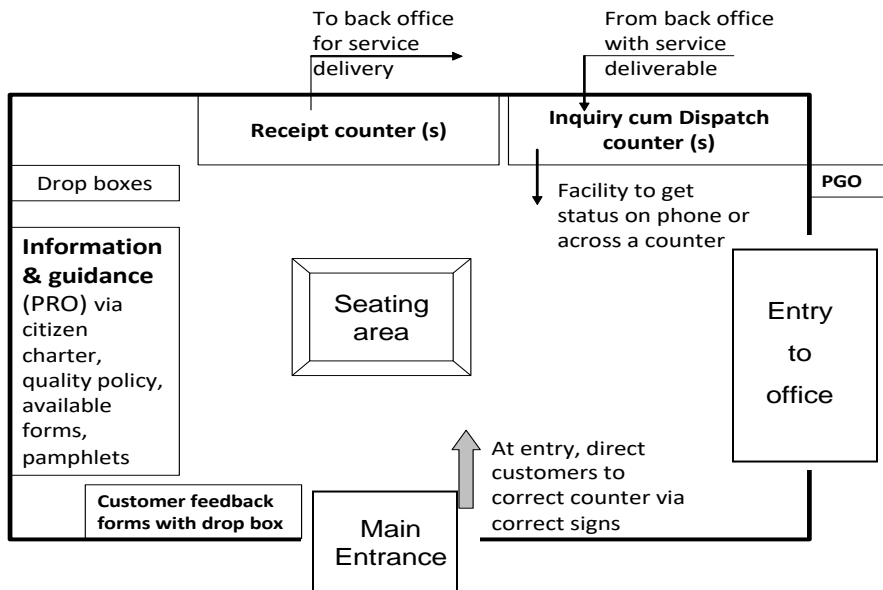 To back office
for service
delivery
From back office
with service
deliverable
Receipt counter (s)
Inquiry cum Dispatch
counter (s)
Drop boxes
Facility to get
status on phone or
across a counter
PGO
Information
& guidance
(PRO) via
citizen
charter,
quality policy,
available
forms,
pamphlets
Seating
area
Entry
to
office
At entry, direct
customers to
correct counter via
correct signs
Customer feedback
forms with drop box
Main
Entrance